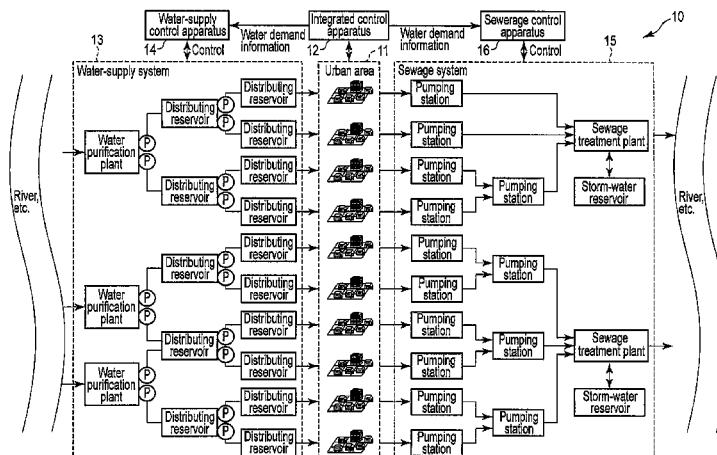 Water-supply
control apparatus
14
Water demand
information
Integrated control
apparatus
12
11
Water demand
information
Sewerage control
apparatus
16
10
13
Control
Control
15
Water-supply system
Urban area
Sewage system
River,
etc.
Water
purification
plant
P
P
Distributing
reservoir
P
P
Distributing
reservoir
P
P
Distributing
reservoir
Distributing
reservoir
Distributing
reservoir
Distributing
reservoir
Pumping
station
Pumping
station
Pumping
station
Pumping
station
Pumping
station
Sewage
treatment plant
Storm-water
reservoir
River,
etc.
Water
purification
plant
P
P
Water
purification
plant
P
P
Distributing
reservoir
P
P
Distributing
reservoir
P
P
Distributing
reservoir
P
P
Distributing
reservoir
Distributing
reservoir
Distributing
reservoir
Distributing
reservoir
Distributing
reservoir
Distributing
reservoir
Pumping
station
Pumping
station
Pumping
station
Pumping
station
Pumping
station
Pumping
station
Pumping
station
Pumping
station
Pumping
station
Sewage
treatment plant
Storm-water
reservoir